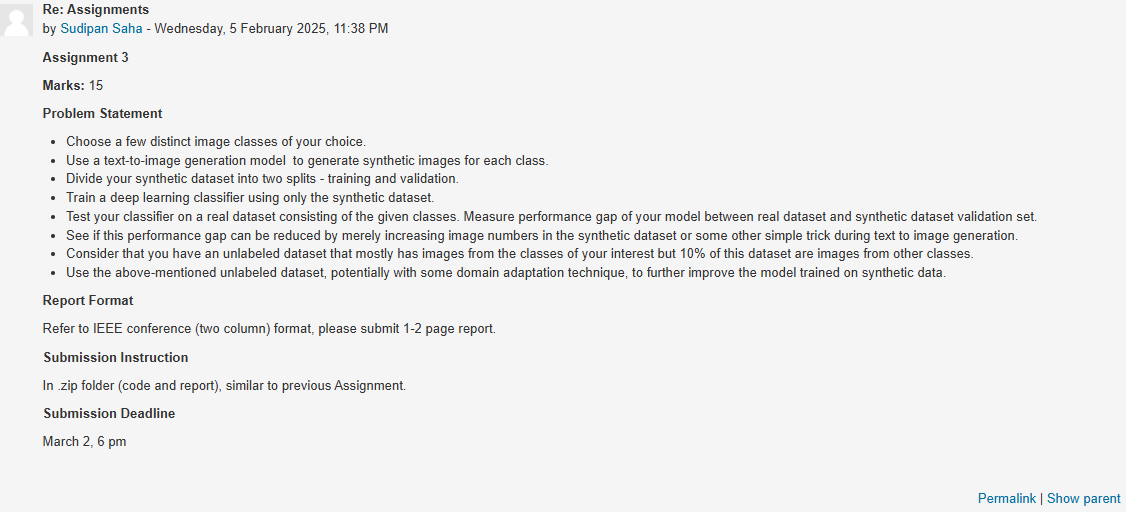 Re: Assignments
by Sudipan Saha - Wednesday, 5 February 2025, 11:38 PM
Assignment 3
Marks: 15
Problem Statement
• Choose a few distinct image classes of your choice.
• Use a text-to-image generation model  to generate synthetic images for each class.
• Divide your synthetic dataset into two splits - training and validation.
• Train a deep learning classifier using only the synthetic dataset.
• Test your classifier on a real dataset consisting of the given classes. Measure performance gap of your model between real dataset and synthetic dataset validation set.
• See if this performance gap can be reduced by merely increasing image numbers in the synthetic dataset or some other simple trick during text to image generation.
• Consider that you have an unlabeled dataset that mostly has images from the classes of your interest but 10% of this dataset are images from other classes.
• Use the above-mentioned unlabeled dataset, potentially with some domain adaptation technique, to further improve the model trained on synthetic data.
Report Format
Refer to IEEE conference (two column) format, please submit 1-2 page report.
Submission Instruction
In .zip folder (code and report), similar to previous Assignment.
Submission Deadline
March 2, 6 pm
Permalink | Show parent